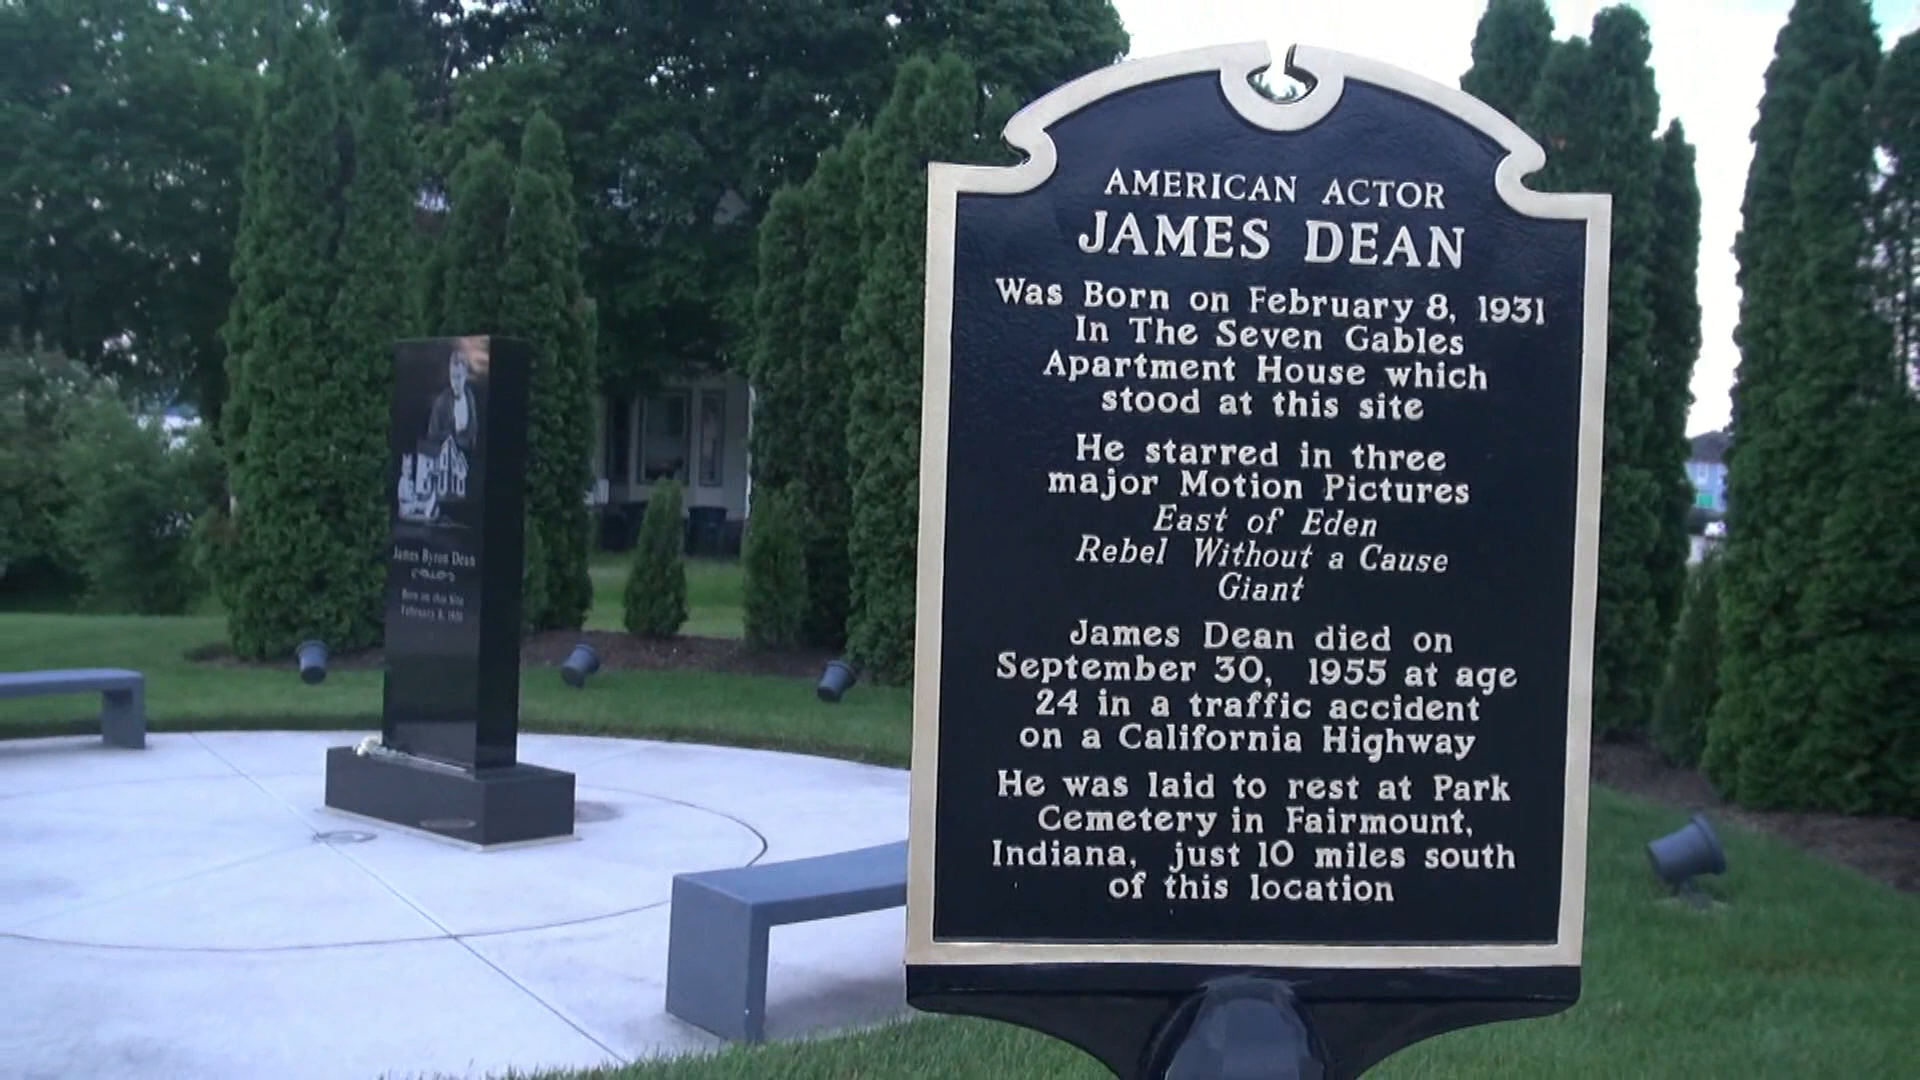 AMERICAN ACTOR
JAMES DEAN
Was Born on February 8, 1931
In The Seven Gables
Apartment House which
stood at this site
He starred in three
major Motion Pictures
East of Eden
Rebel Without a Cause
Giant
James Dean died on
September 30, 1955 at age
24 in a traffic accident
on a California Highway
He was laid to rest at Park
Cemetery in Fairmount,
Indiana, just 10 miles south
of this location
James Byron Dean
Born on this Site
February 8, 1931